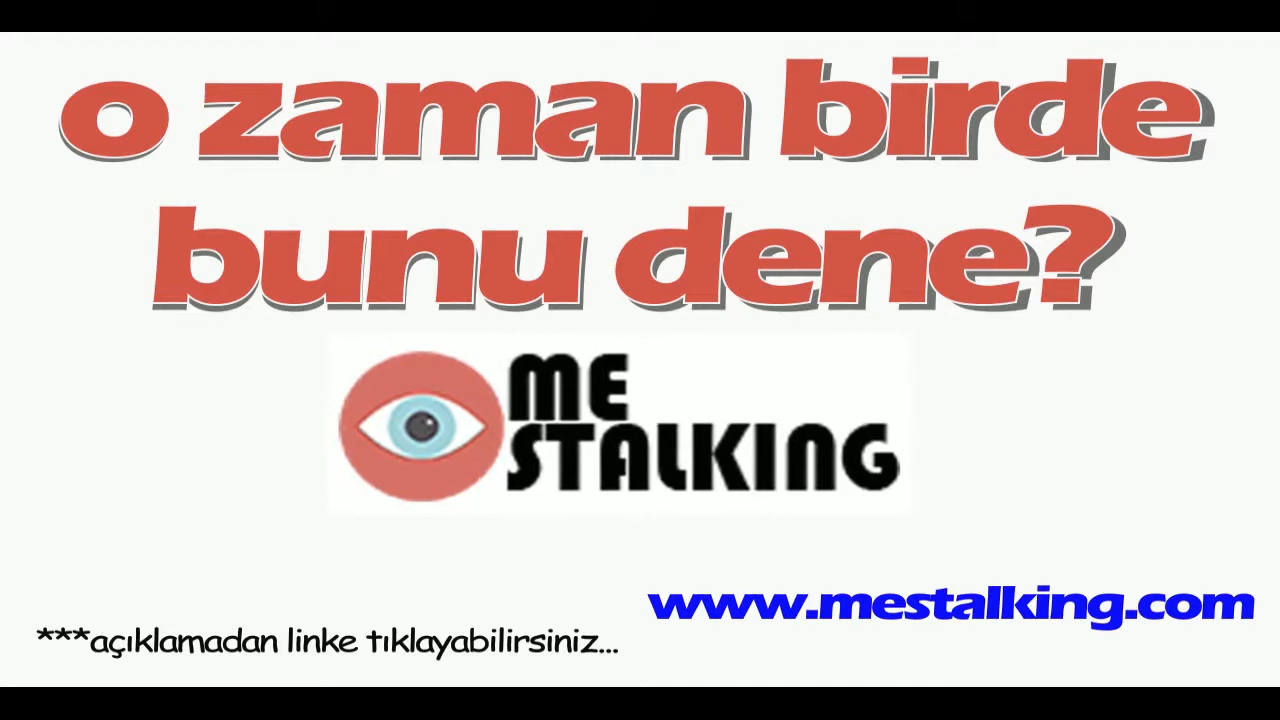 o zaman birde
bunu dene?
ME
STALKING
www.mestalking.com
***açıklamadan linke tıklayabilirsiniz...